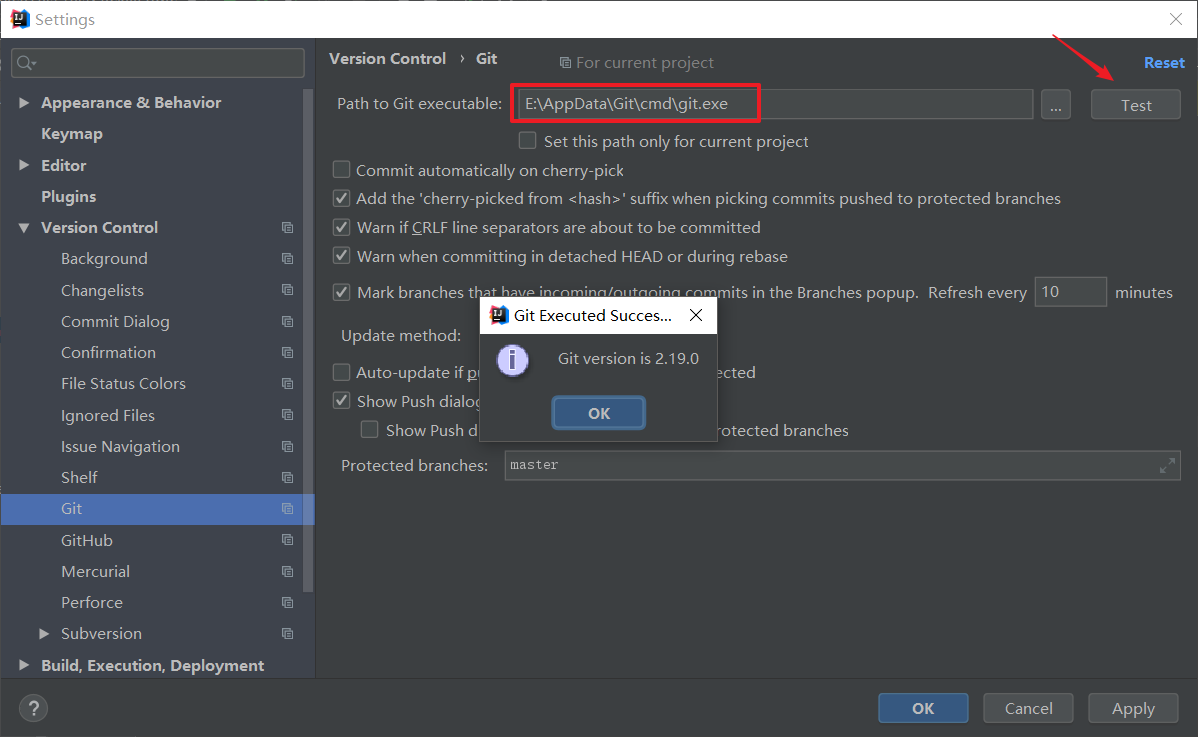 Settings
Version Control › Git
For current project
Reset
Appearance & Behavior
Keymap
Editor
Plugins
Version Control
Background
Changelists
Commit Dialog
Confirmation
File Status Colors
Ignored Files
Issue Navigation
Shelf
Git
GitHub
Mercurial
Perforce
Subversion
Build, Execution, Deployment
Path to Git executable: E:\AppData\Git\cmd\git.exe ... Test
Set this path only for current project
Commit automatically on cherry-pick
Add the 'cherry-picked from <hash>' suffix when picking commits pushed to protected branches
Warn if CRLF line separators are about to be committed
Warn when committing in detached HEAD or during rebase
Mark branches that have incoming/outgoing commits in the Branches popup. Refresh every 10 minutes
Update method:
Auto-update if pu ected
Show Push dialog
Show Push d rotected branches
Protected branches: master
Git Executed Succes...
Git version is 2.19.0
OK
?
OK Cancel Apply